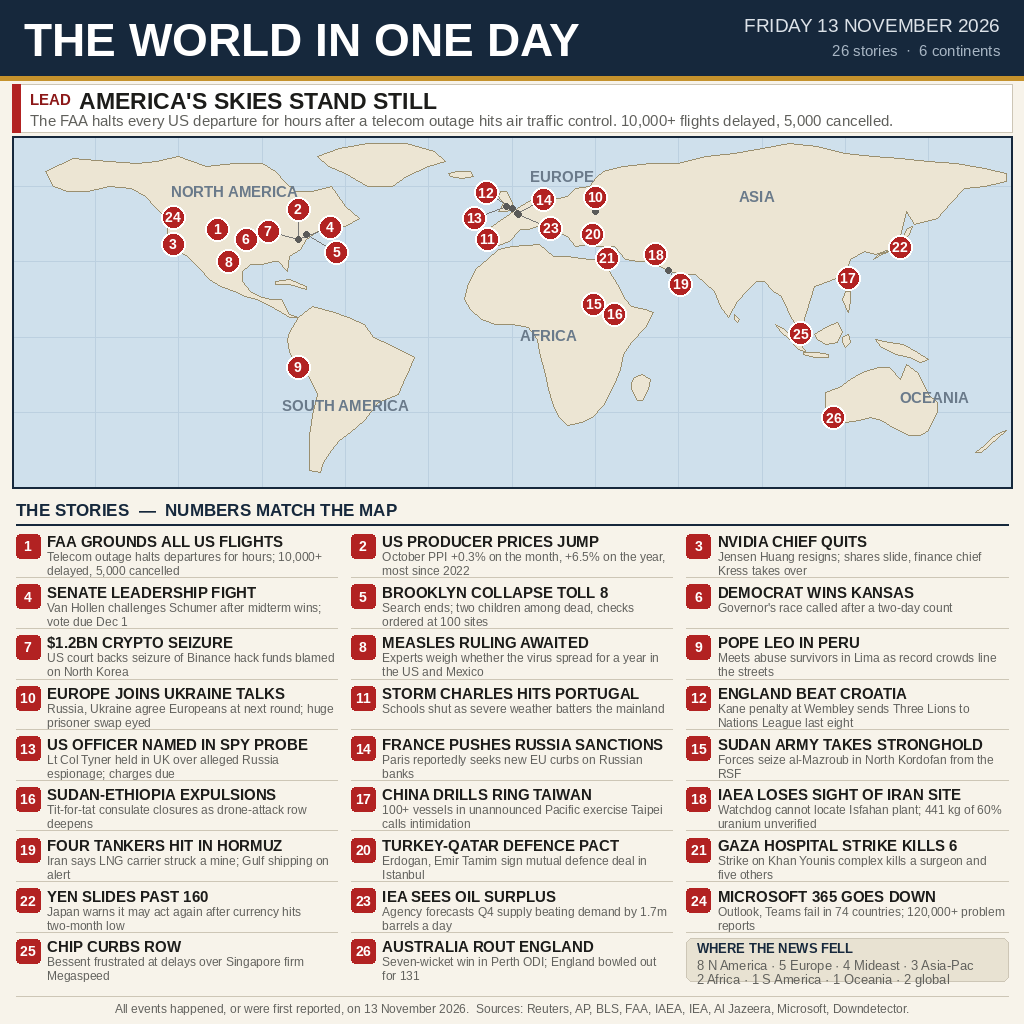 THE WORLD IN ONE DAY
FRIDAY 13 NOVEMBER 2026
26 stories · 6 continents
LEAD AMERICA'S SKIES STAND STILL
The FAA halts every US departure for hours after a telecom outage hits air traffic control. 10,000+ flights delayed, 5,000 cancelled.
NORTH AMERICA
EUROPE
ASIA
AFRICA
SOUTH AMERICA
OCEANIA
24
3
1
6
7
8
2
4
5
9
12
13
11
14
23
10
20
21
15
16
18
19
17
22
25
26
THE STORIES — NUMBERS MATCH THE MAP
1 FAA GROUNDS ALL US FLIGHTS
Telecom outage halts departures for hours; 10,000+
delayed, 5,000 cancelled
2 US PRODUCER PRICES JUMP
October PPI +0.3% on the month, +6.5% on the year,
most since 2022
3 NVIDIA CHIEF QUITS
Jensen Huang resigns; shares slide, finance chief
Kress takes over
4 SENATE LEADERSHIP FIGHT
Van Hollen challenges Schumer after midterm wins;
vote due Dec 1
5 BROOKLYN COLLAPSE TOLL 8
Search ends; two children among dead, checks
ordered at 100 sites
6 DEMOCRAT WINS KANSAS
Governor's race called after a two-day count
7 $1.2BN CRYPTO SEIZURE
US court backs seizure of Binance hack funds blamed
on North Korea
8 MEASLES RULING AWAITED
Experts weigh whether the virus spread for a year in
the US and Mexico
9 POPE LEO IN PERU
Meets abuse survivors in Lima as record crowds line
the streets
10 EUROPE JOINS UKRAINE TALKS
Russia, Ukraine agree Europeans at next round; huge
prisoner swap eyed
11 STORM CHARLES HITS PORTUGAL
Schools shut as severe weather batters the mainland
12 ENGLAND BEAT CROATIA
Kane penalty at Wembley sends Three Lions to
Nations League last eight
13 US OFFICER NAMED IN SPY PROBE
Lt Col Tyner held in UK over alleged Russia
espionage; charges due
14 FRANCE PUSHES RUSSIA SANCTIONS
Paris reportedly seeks new EU curbs on Russian
banks
15 SUDAN ARMY TAKES STRONGHOLD
Forces seize al-Mazroub in North Kordofan from the
RSF
16 SUDAN-ETHIOPIA EXPULSIONS
Tit-for-tat consulate closures as drone-attack row
deepens
17 CHINA DRILLS RING TAIWAN
100+ vessels in unannounced Pacific exercise Taipei
calls intimidation
18 IAEA LOSES SIGHT OF IRAN SITE
Watchdog cannot locate Isfahan plant; 441 kg of 60%
uranium unverified
19 FOUR TANKERS HIT IN HORMUZ
Iran says LNG carrier struck a mine; Gulf shipping on
alert
20 TURKEY-QATAR DEFENCE PACT
Erdogan, Emir Tamim sign mutual defence deal in
Istanbul
21 GAZA HOSPITAL STRIKE KILLS 6
Strike on Khan Younis complex kills a surgeon and
five others
22 YEN SLIDES PAST 160
Japan warns it may act again after currency hits
two-month low
23 IEA SEES OIL SURPLUS
Agency forecasts Q4 supply beating demand by 1.7m
barrels a day
24 MICROSOFT 365 GOES DOWN
Outlook, Teams fail in 74 countries; 120,000+ problem
reports
25 CHIP CURBS ROW
Bessent frustrated at delays over Singapore firm
Megaspeed
26 AUSTRALIA ROUT ENGLAND
Seven-wicket win in Perth ODI; England bowled out
for 131
WHERE THE NEWS FELL
8 N America · 5 Europe · 4 Mideast · 3 Asia-Pac
2 Africa · 1 S America · 1 Oceania · 2 global
All events happened, or were first reported, on 13 November 2026. Sources: Reuters, AP, BLS, FAA, IAEA, IEA, Al Jazeera, Microsoft, Downdetector.